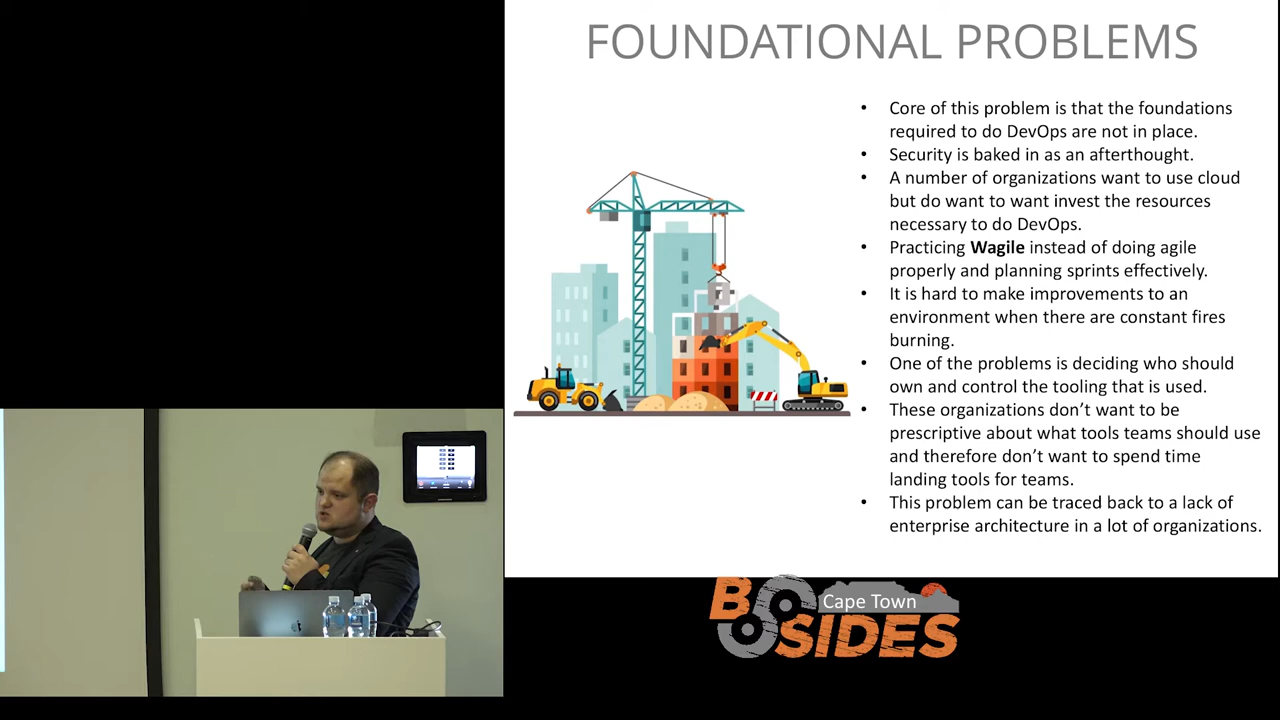 FOUNDATIONAL PROBLEMS
• Core of this problem is that the foundations
required to do DevOps are not in place.
• Security is baked in as an afterthought.
• A number of organizations want to use cloud
but do want to want invest the resources
necessary to do DevOps.
• Practicing Wagile instead of doing agile
properly and planning sprints effectively.
• It is hard to make improvements to an
environment when there are constant fires
burning.
• One of the problems is deciding who should
own and control the tooling that is used.
• These organizations don’t want to be
prescriptive about what tools teams should use
and therefore don’t want to spend time
landing tools for teams.
• This problem can be traced back to a lack of
enterprise architecture in a lot of organizations.
B
Cape Town
SIDES